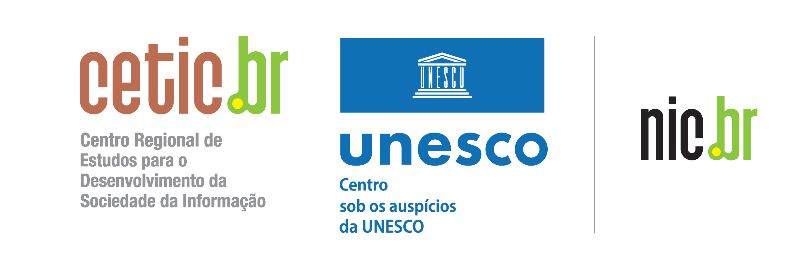 cetic.br
Centro Regional de
Estudos para o
Desenvolvimento da
Sociedade da Informação
UNESCO
unesco
Centro
sob os auspícios
da UNESCO
nic.br